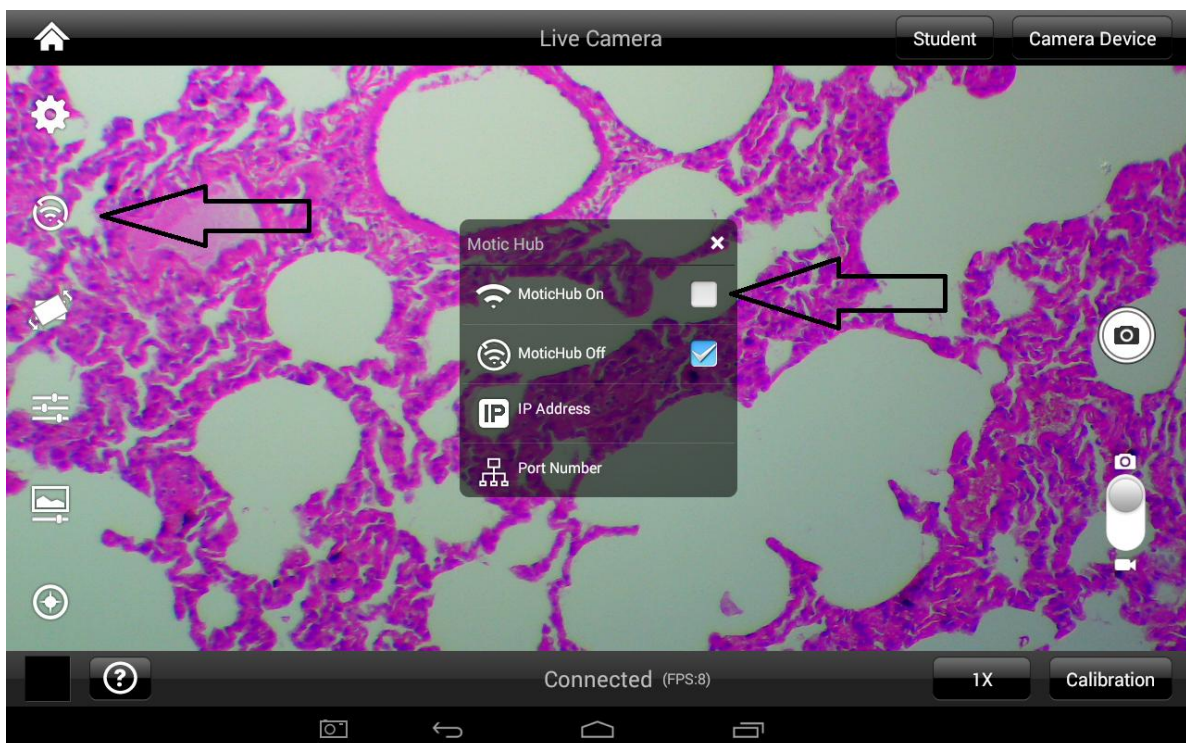 Live Camera
Student
Camera Device
Motic Hub
MoticHub On
MoticHub Off
IP
IP Address
Port Number
?
Connected (FPS:8)
1X
Calibration